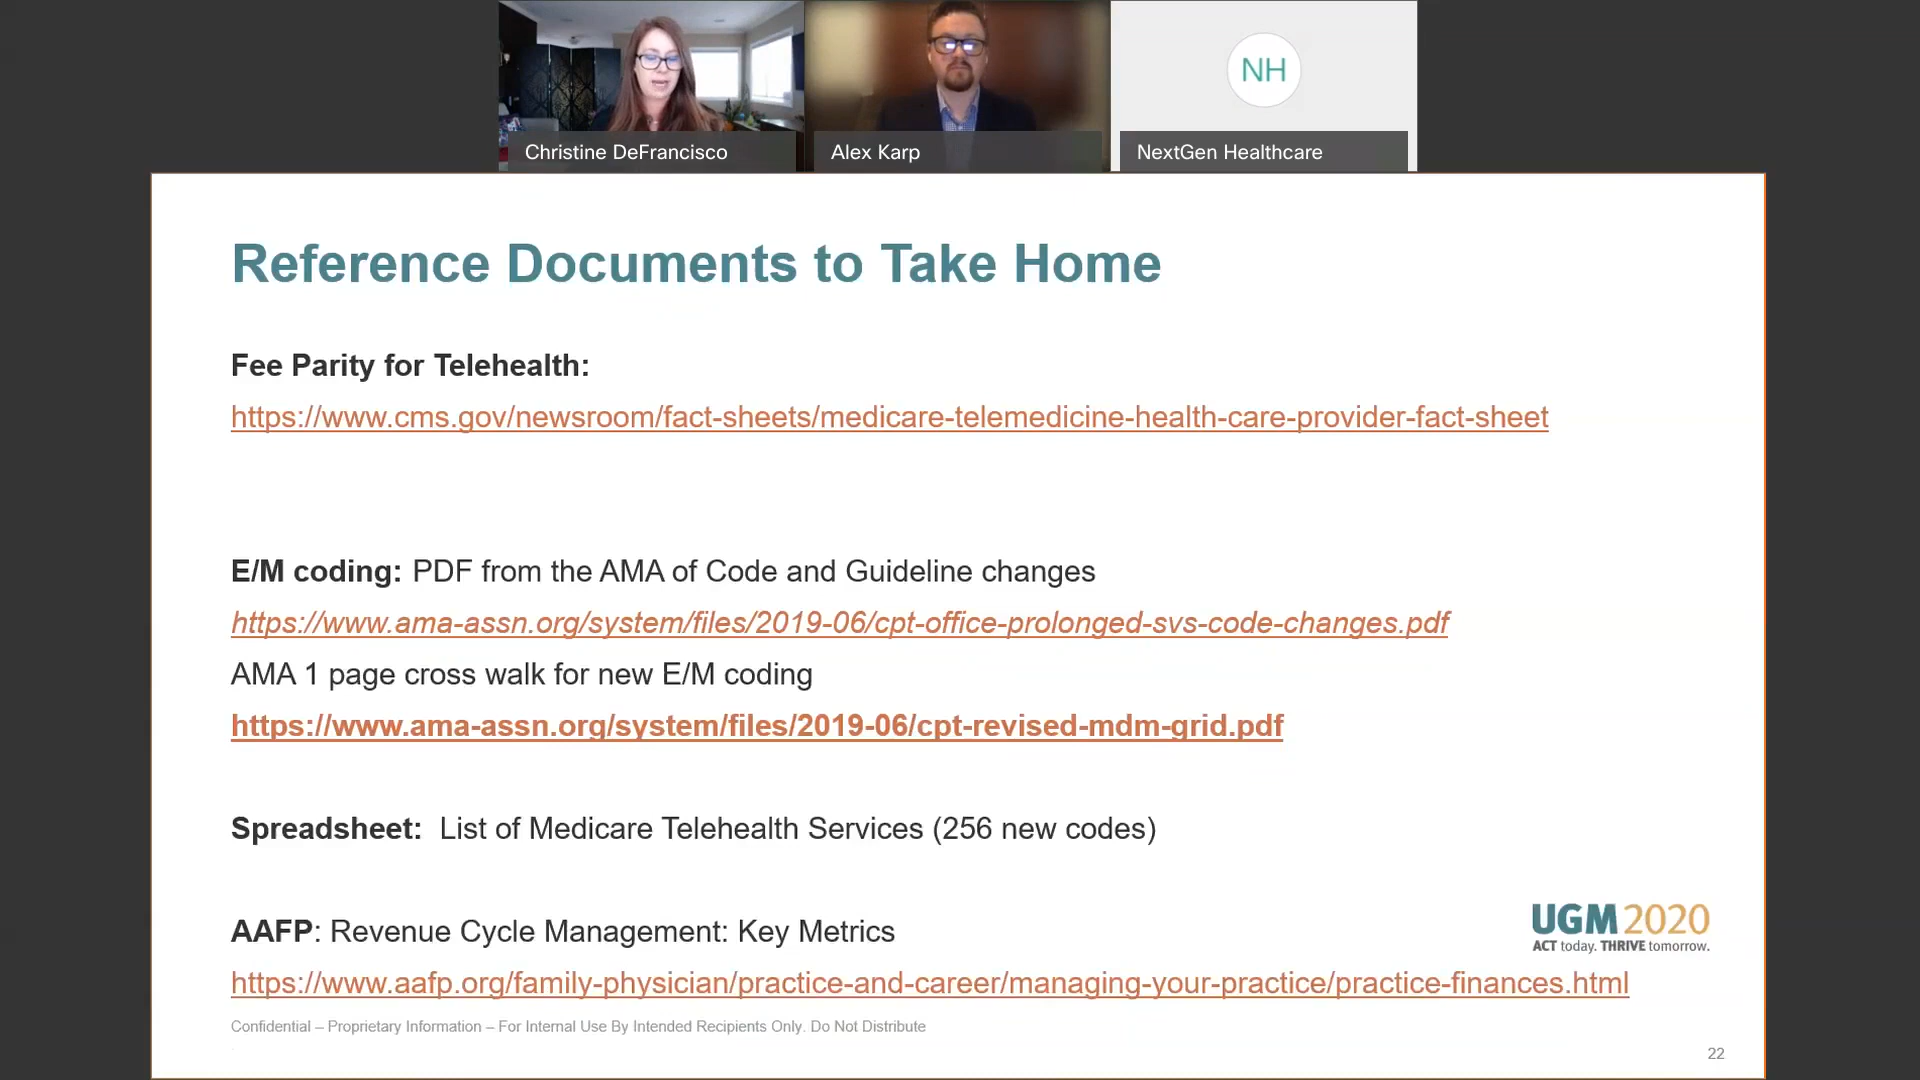 NH
Christine DeFrancisco
Alex Karp
NextGen Healthcare
Reference Documents to Take Home
Fee Parity for Telehealth:
https://www.cms.gov/newsroom/fact-sheets/medicare-telemedicine-health-care-provider-fact-sheet
E/M coding: PDF from the AMA of Code and Guideline changes
https://www.ama-assn.org/system/files/2019-06/cpt-office-prolonged-svs-code-changes.pdf
AMA 1 page cross walk for new E/M coding
https://www.ama-assn.org/system/files/2019-06/cpt-revised-mdm-grid.pdf
Spreadsheet: List of Medicare Telehealth Services (256 new codes)
AAFP: Revenue Cycle Management: Key Metrics
https://www.aafp.org/family-physician/practice-and-career/managing-your-practice/practice-finances.html
UGM 2020
ACT today. THRIVE tomorrow.
Confidential – Proprietary Information – For Internal Use By Intended Recipients Only. Do Not Distribute
22